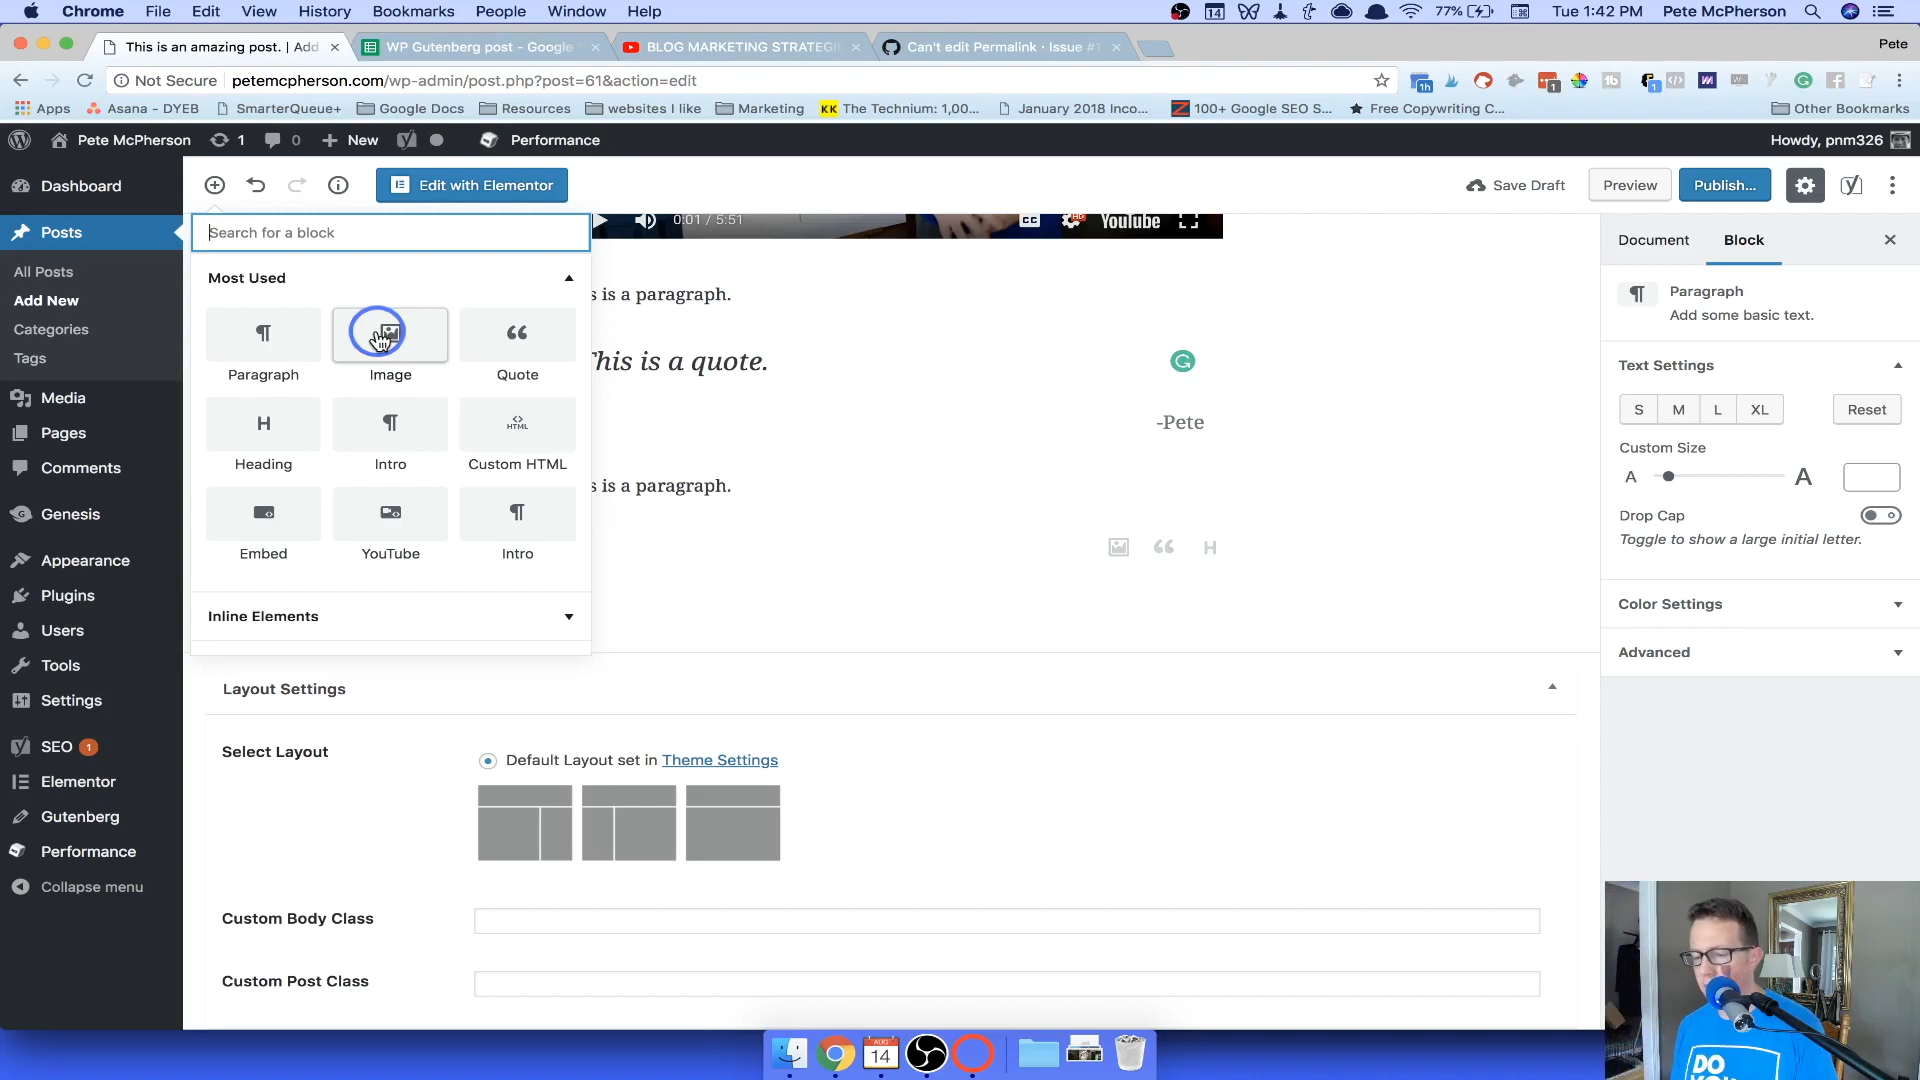 Chrome File Edit View History Bookmarks People Window Help
14 77% Tue 1:42 PM Pete McPherson
This is an amazing post. | Add × WP Gutenberg post - Google S × BLOG MARKETING STRATEGIE × Can't edit Permalink · Issue #1 × Pete
Not Secure petemcpherson.com/wp-admin/post.php?post=61&action=edit
Apps Asana - DYEB SmarterQueue+ Google Docs Resources websites I like Marketing KK The Technium: 1,00... January 2018 Inco... 100+ Google SEO S... Free Copywriting C... Other Bookmarks
Pete McPherson 1 0 New Performance Howdy, pnm326
Dashboard
Posts
All Posts
Add New
Categories
Tags
Media
Pages
Comments
Genesis
Appearance
Plugins
Users
Tools
Settings
SEO 1
Elementor
Gutenberg
Performance
Collapse menu
Edit with Elementor Save Draft Preview Publish...
Search for a block
Most Used
Paragraph Image Quote
Heading Intro Custom HTML
Embed YouTube Intro
Inline Elements
0:01 / 5:51 CC HD YouTube
s is a paragraph.
This is a quote.
-Pete
s is a paragraph.
H
Layout Settings
Select Layout
Default Layout set in Theme Settings
Custom Body Class
Custom Post Class
Document Block
Paragraph
Add some basic text.
Text Settings
S M L XL Reset
Custom Size
A A
Drop Cap
Toggle to show a large initial letter.
Color Settings
Advanced
AUG
14
DO